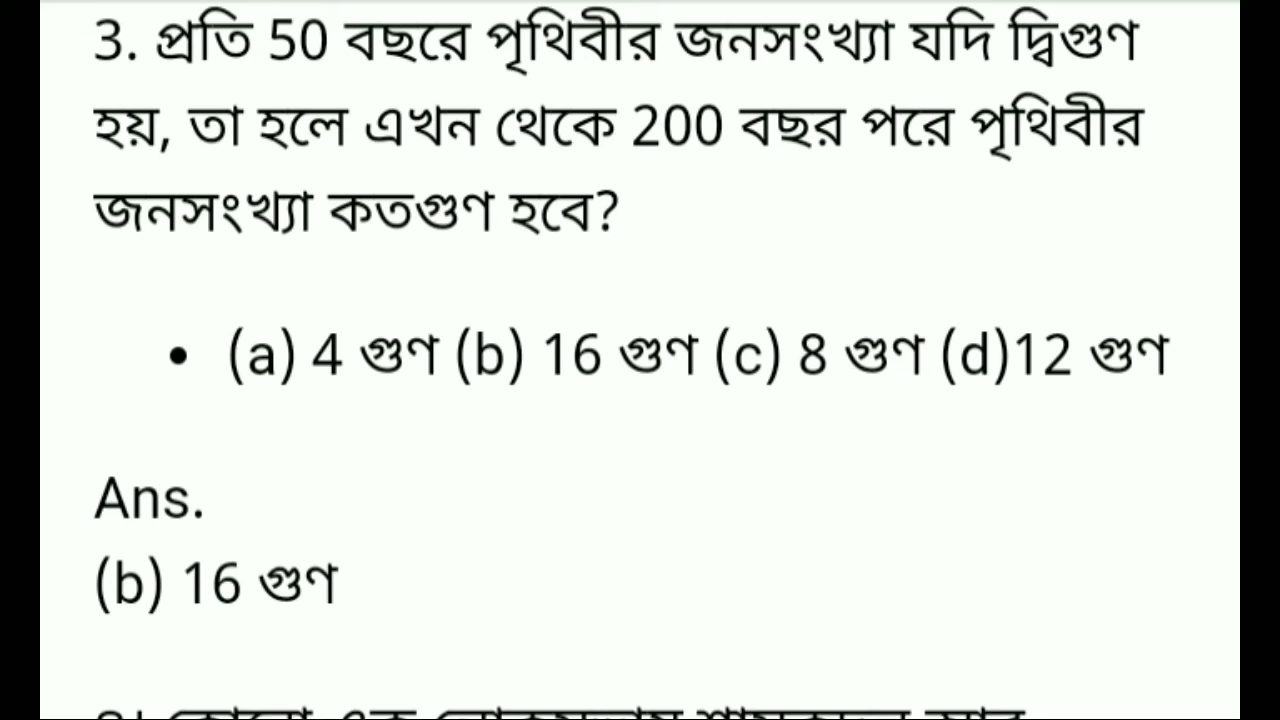 3. প্রতি 50 বছরে পৃথিবীর জনসংখ্যা যদি দ্বিগুণ
হয়, তা হলে এখন থেকে 200 বছর পরে পৃথিবীর
জনসংখ্যা কতগুণ হবে?
• (a) 4 গুণ (b) 16 গুণ (c) 8 গুণ (d)12 গুণ
Ans.
(b) 16 গুণ